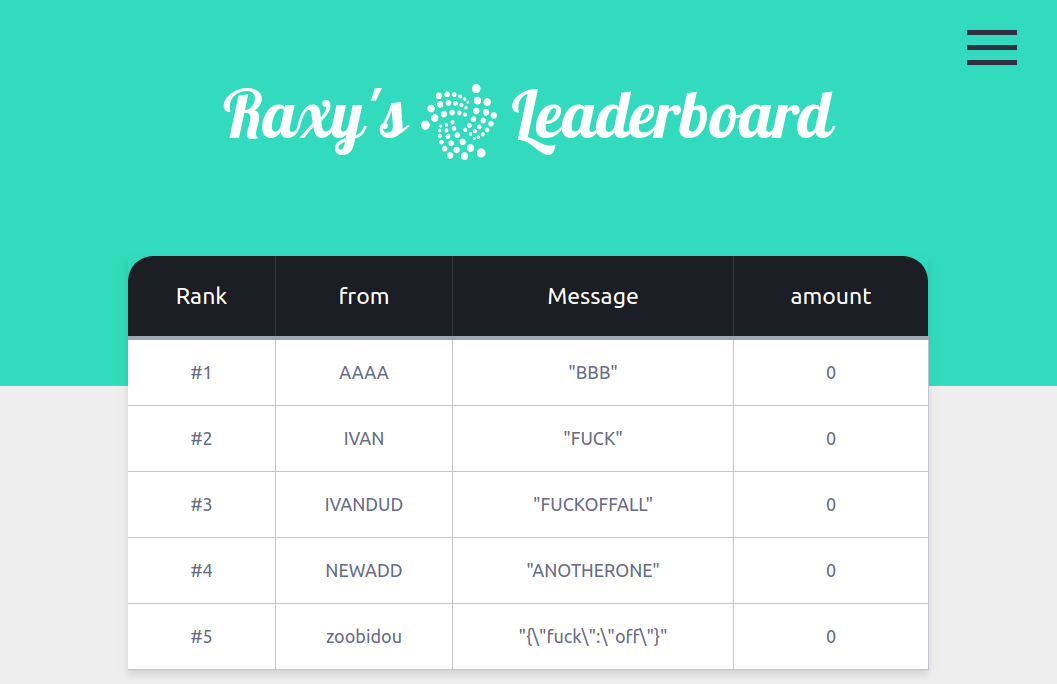 Raxy's Leaderboard
Rank from Message amount
#1 AAAA "BBB" 0
#2 IVAN "FUCK" 0
#3 IVANDUD "FUCKOFFALL" 0
#4 NEWADD "ANOTHERONE" 0
#5 zoobidou "{\"fuck\":\"off\"}" 0